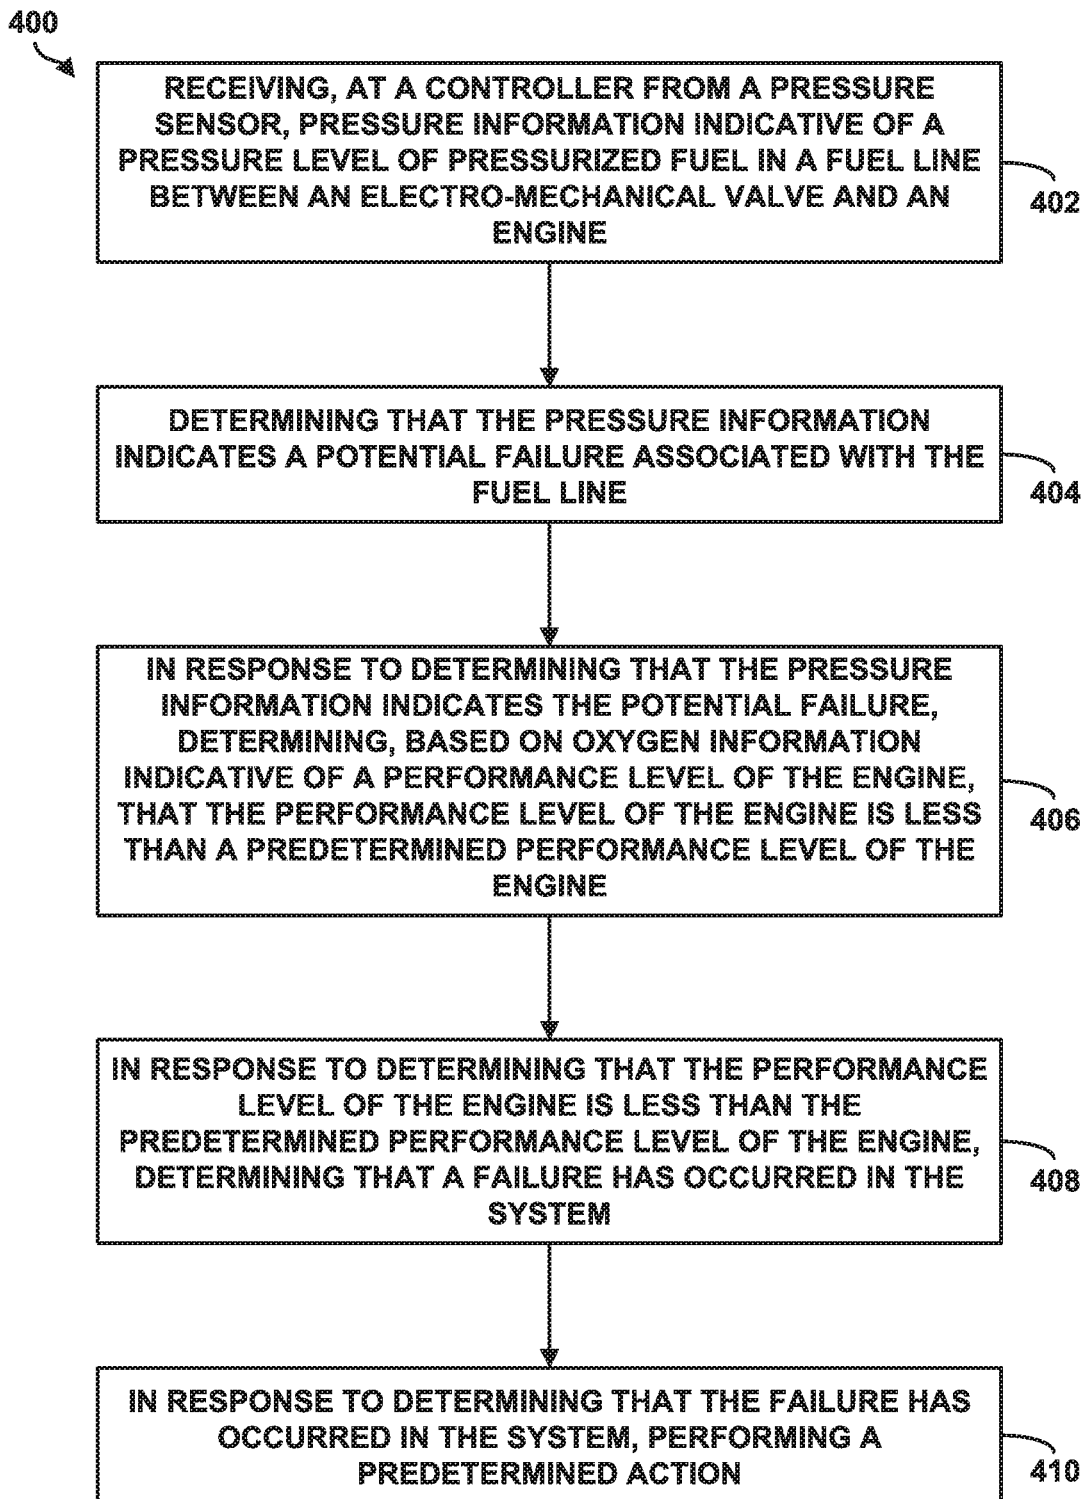 400
RECEIVING, AT A CONTROLLER FROM A PRESSURE
SENSOR, PRESSURE INFORMATION INDICATIVE OF A
PRESSURE LEVEL OF PRESSURIZED FUEL IN A FUEL LINE
BETWEEN AN ELECTRO-MECHANICAL VALVE AND AN
ENGINE
402
DETERMINING THAT THE PRESSURE INFORMATION
INDICATES A POTENTIAL FAILURE ASSOCIATED WITH THE
FUEL LINE
404
IN RESPONSE TO DETERMINING THAT THE PRESSURE
INFORMATION INDICATES THE POTENTIAL FAILURE,
DETERMINING, BASED ON OXYGEN INFORMATION
INDICATIVE OF A PERFORMANCE LEVEL OF THE ENGINE,
THAT THE PERFORMANCE LEVEL OF THE ENGINE IS LESS
THAN A PREDETERMINED PERFORMANCE LEVEL OF THE
ENGINE
406
IN RESPONSE TO DETERMINING THAT THE PERFORMANCE
LEVEL OF THE ENGINE IS LESS THAN THE
PREDETERMINED PERFORMANCE LEVEL OF THE ENGINE,
DETERMINING THAT A FAILURE HAS OCCURRED IN THE
SYSTEM
408
IN RESPONSE TO DETERMINING THAT THE FAILURE HAS
OCCURRED IN THE SYSTEM, PERFORMING A
PREDETERMINED ACTION
410